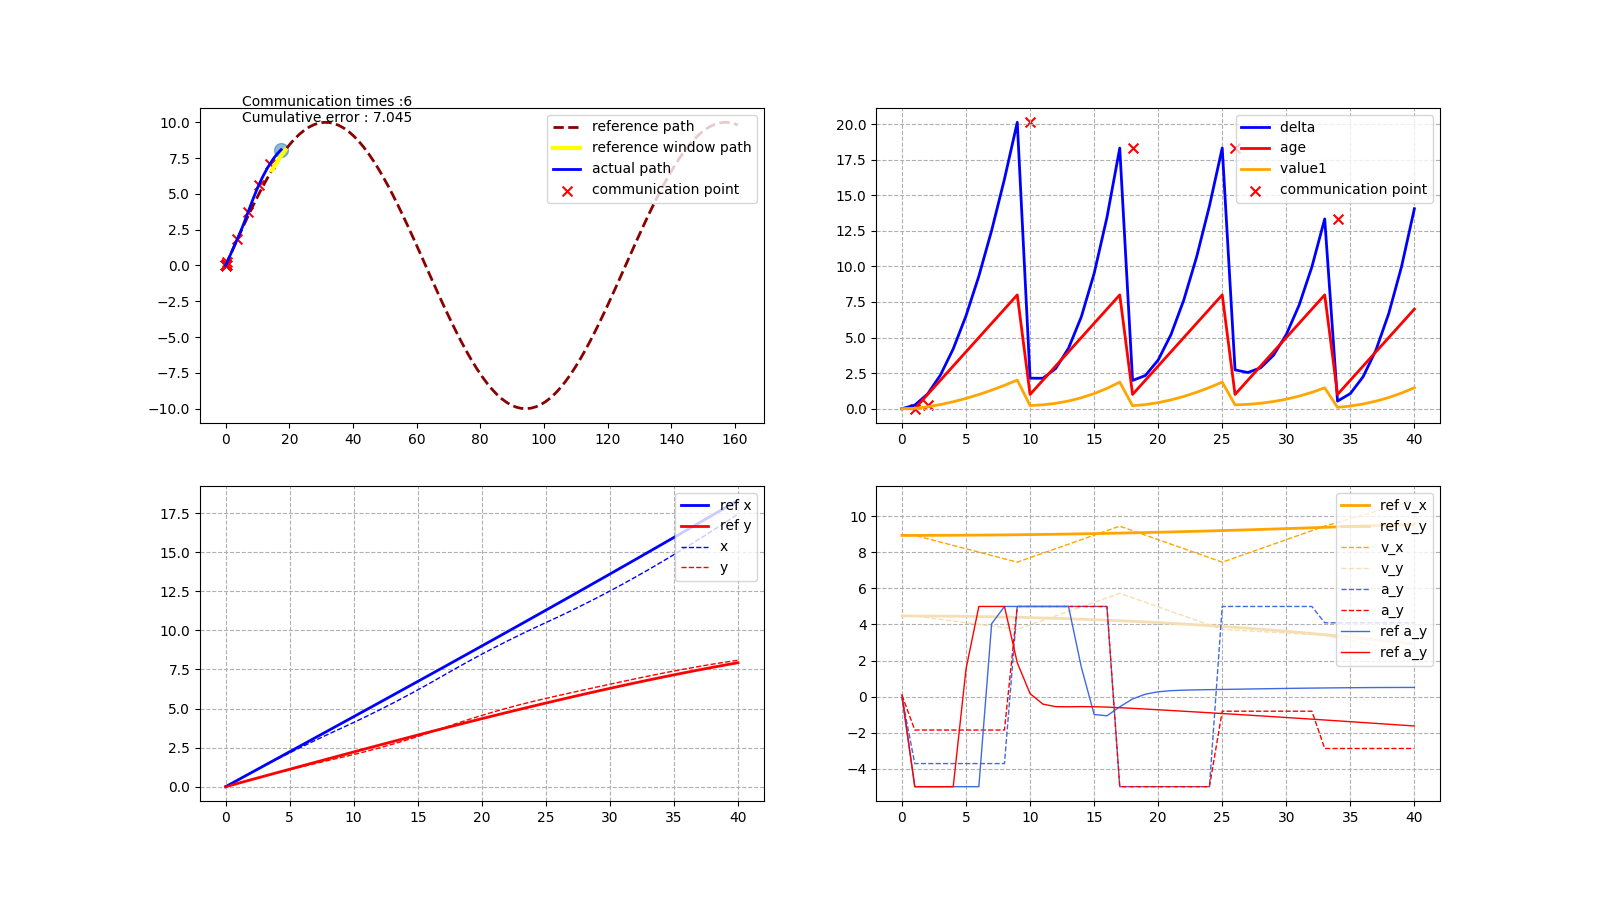 Communication times :6
Cumulative error : 7.045
reference path
reference window path
actual path
communication point
10.0
7.5
5.0
2.5
0.0
−2.5
−5.0
−7.5
−10.0
0 20 40 60 80 100 120 140 160
delta
age
value1
communication point
20.0
17.5
15.0
12.5
10.0
7.5
5.0
2.5
0.0
0 5 10 15 20 25 30 35 40
ref x
ref y
x
y
17.5
15.0
12.5
10.0
7.5
5.0
2.5
0.0
0 5 10 15 20 25 30 35 40
ref v_x
ref v_y
v_x
v_y
a_y
a_y
ref a_y
ref a_y
10
8
6
4
2
0
−2
−4
0 5 10 15 20 25 30 35 40